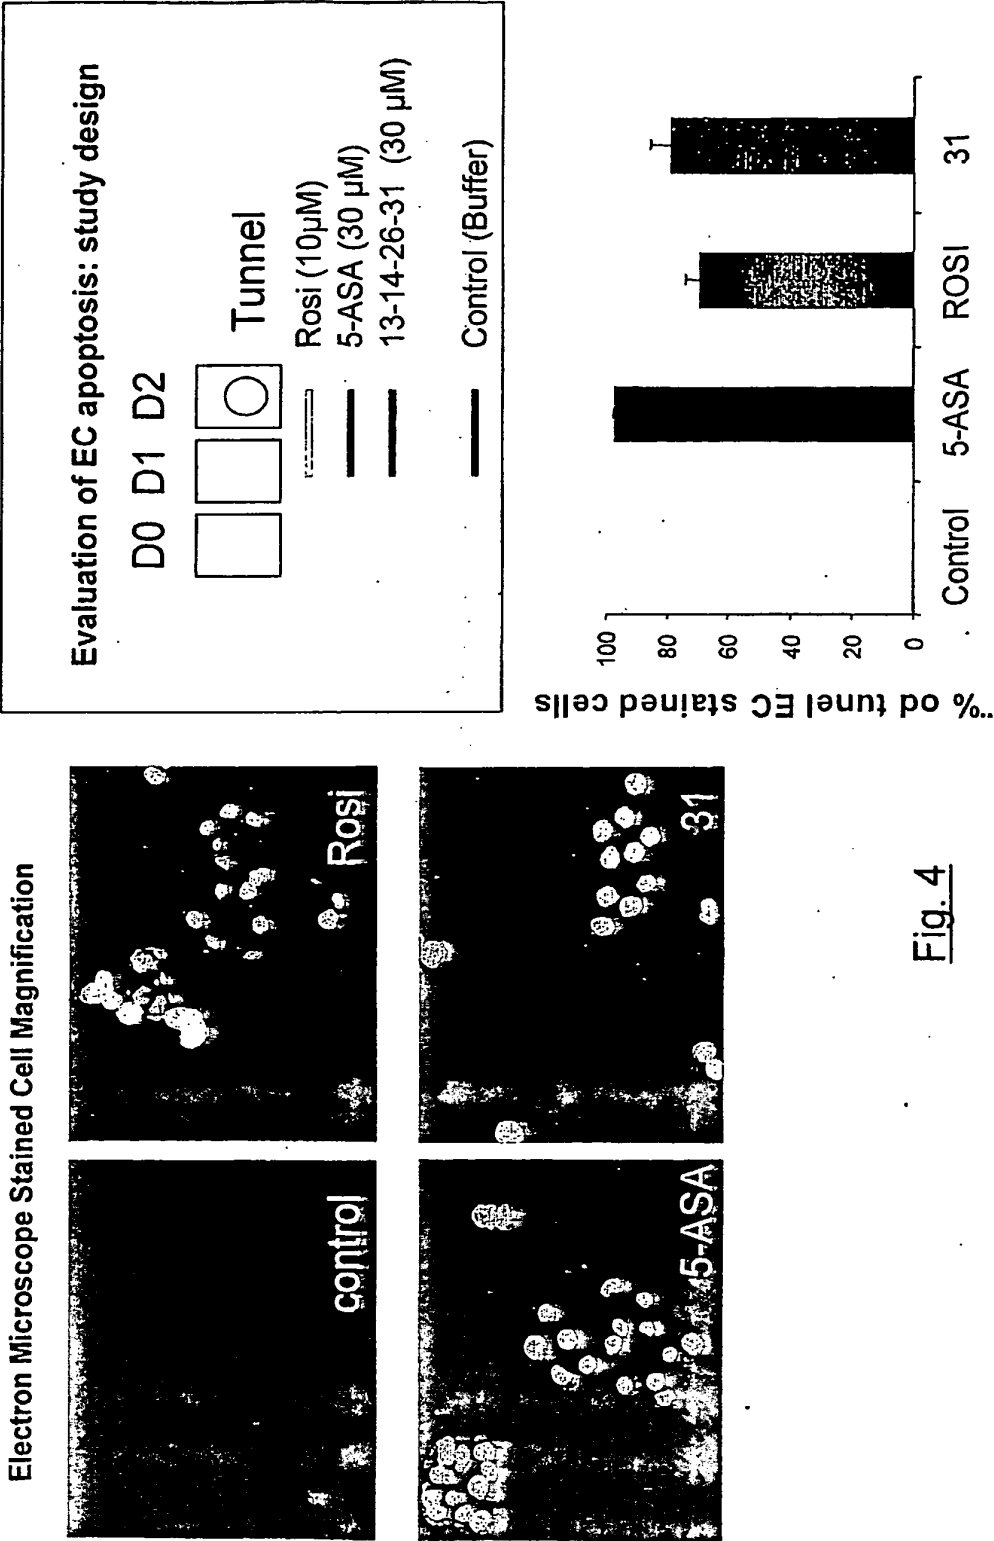 Electron Microscope Stained Cell Magnification
control
Rosi
5-ASA
31
Evaluation of EC apoptosis: study design
D0 D1 D2
Tunnel
Rosi (10µM)
5-ASA (30 µM)
13-14-26-31 (30 µM)
Control (Buffer)
"% od tunel EC stained cells
100
80
60
40
20
0
Control 5-ASA ROSI 31
Fig. 4